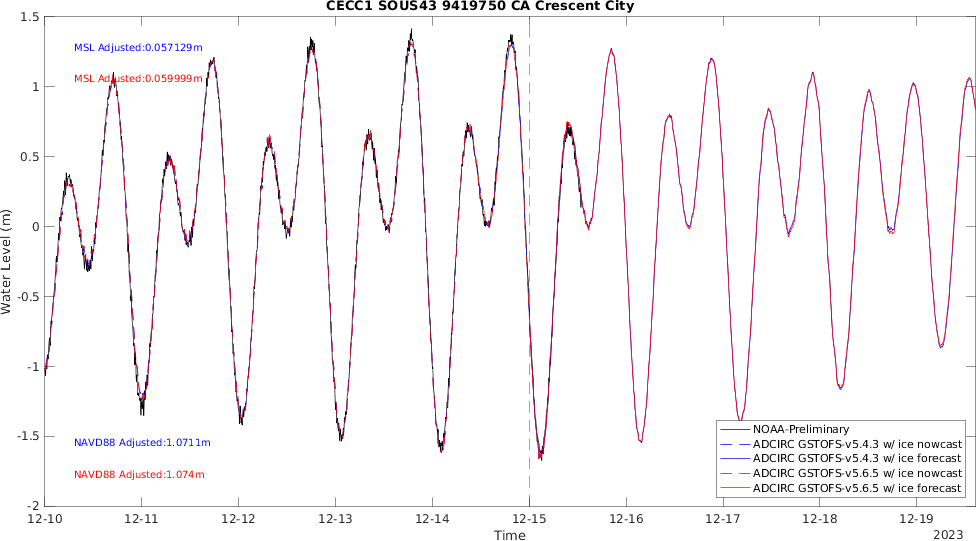 CECC1 SOUS43 9419750 CA Crescent City
1.5
MSL Adjusted:0.057129m
MSL Adjusted:0.059999m
1
0.5
0
-0.5
-1
-1.5
-2
Water Level (m)
NAVD88 Adjusted:1.0711m
NAVD88 Adjusted:1.074m
NOAA-Preliminary
ADCIRC GSTOFS-v5.4.3 w/ ice nowcast
ADCIRC GSTOFS-v5.4.3 w/ ice forecast
ADCIRC GSTOFS-v5.6.5 w/ ice nowcast
ADCIRC GSTOFS-v5.6.5 w/ ice forecast
12-10 12-11 12-12 12-13 12-14 12-15 12-16 12-17 12-18 12-19
Time
2023